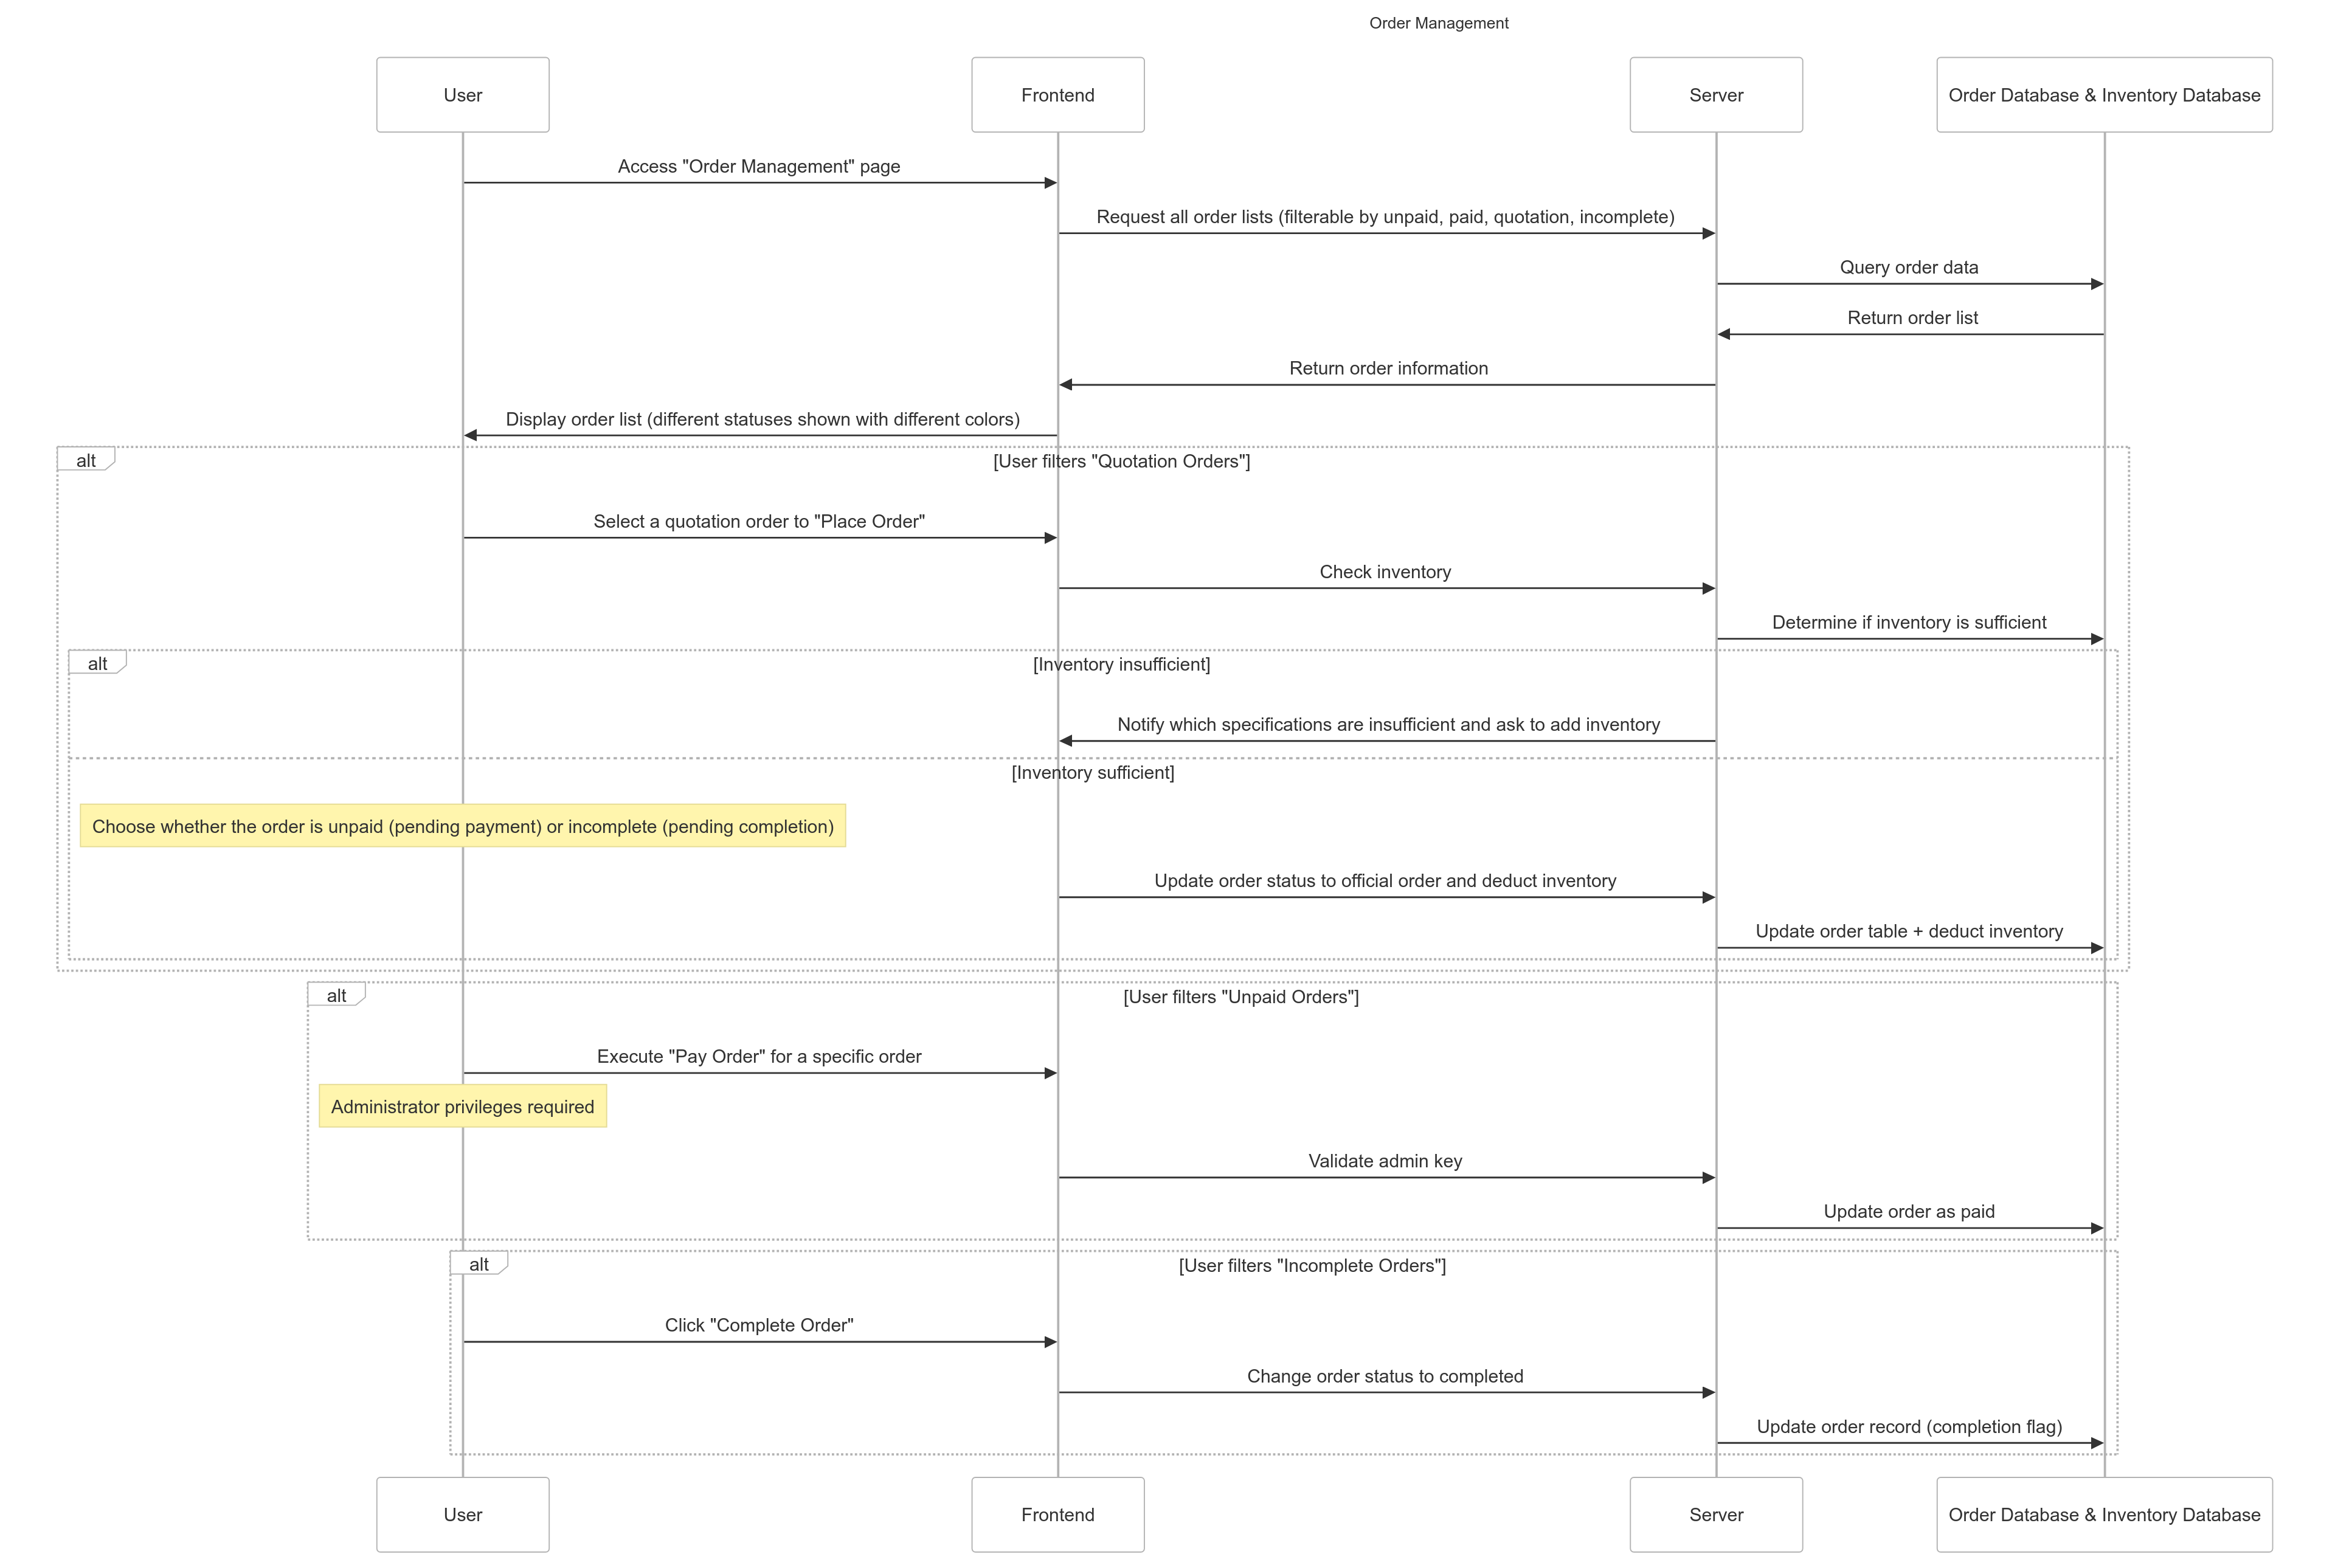 Order Management
User
Frontend
Server
Order Database & Inventory Database
Access "Order Management" page
Request all order lists (filterable by unpaid, paid, quotation, incomplete)
Query order data
Return order list
Return order information
Display order list (different statuses shown with different colors)
alt
[User filters "Quotation Orders"]
Select a quotation order to "Place Order"
Check inventory
Determine if inventory is sufficient
alt
[Inventory insufficient]
Notify which specifications are insufficient and ask to add inventory
[Inventory sufficient]
Choose whether the order is unpaid (pending payment) or incomplete (pending completion)
Update order status to official order and deduct inventory
Update order table + deduct inventory
alt
[User filters "Unpaid Orders"]
Execute "Pay Order" for a specific order
Administrator privileges required
Validate admin key
Update order as paid
alt
[User filters "Incomplete Orders"]
Click "Complete Order"
Change order status to completed
Update order record (completion flag)
User
Frontend
Server
Order Database & Inventory Database